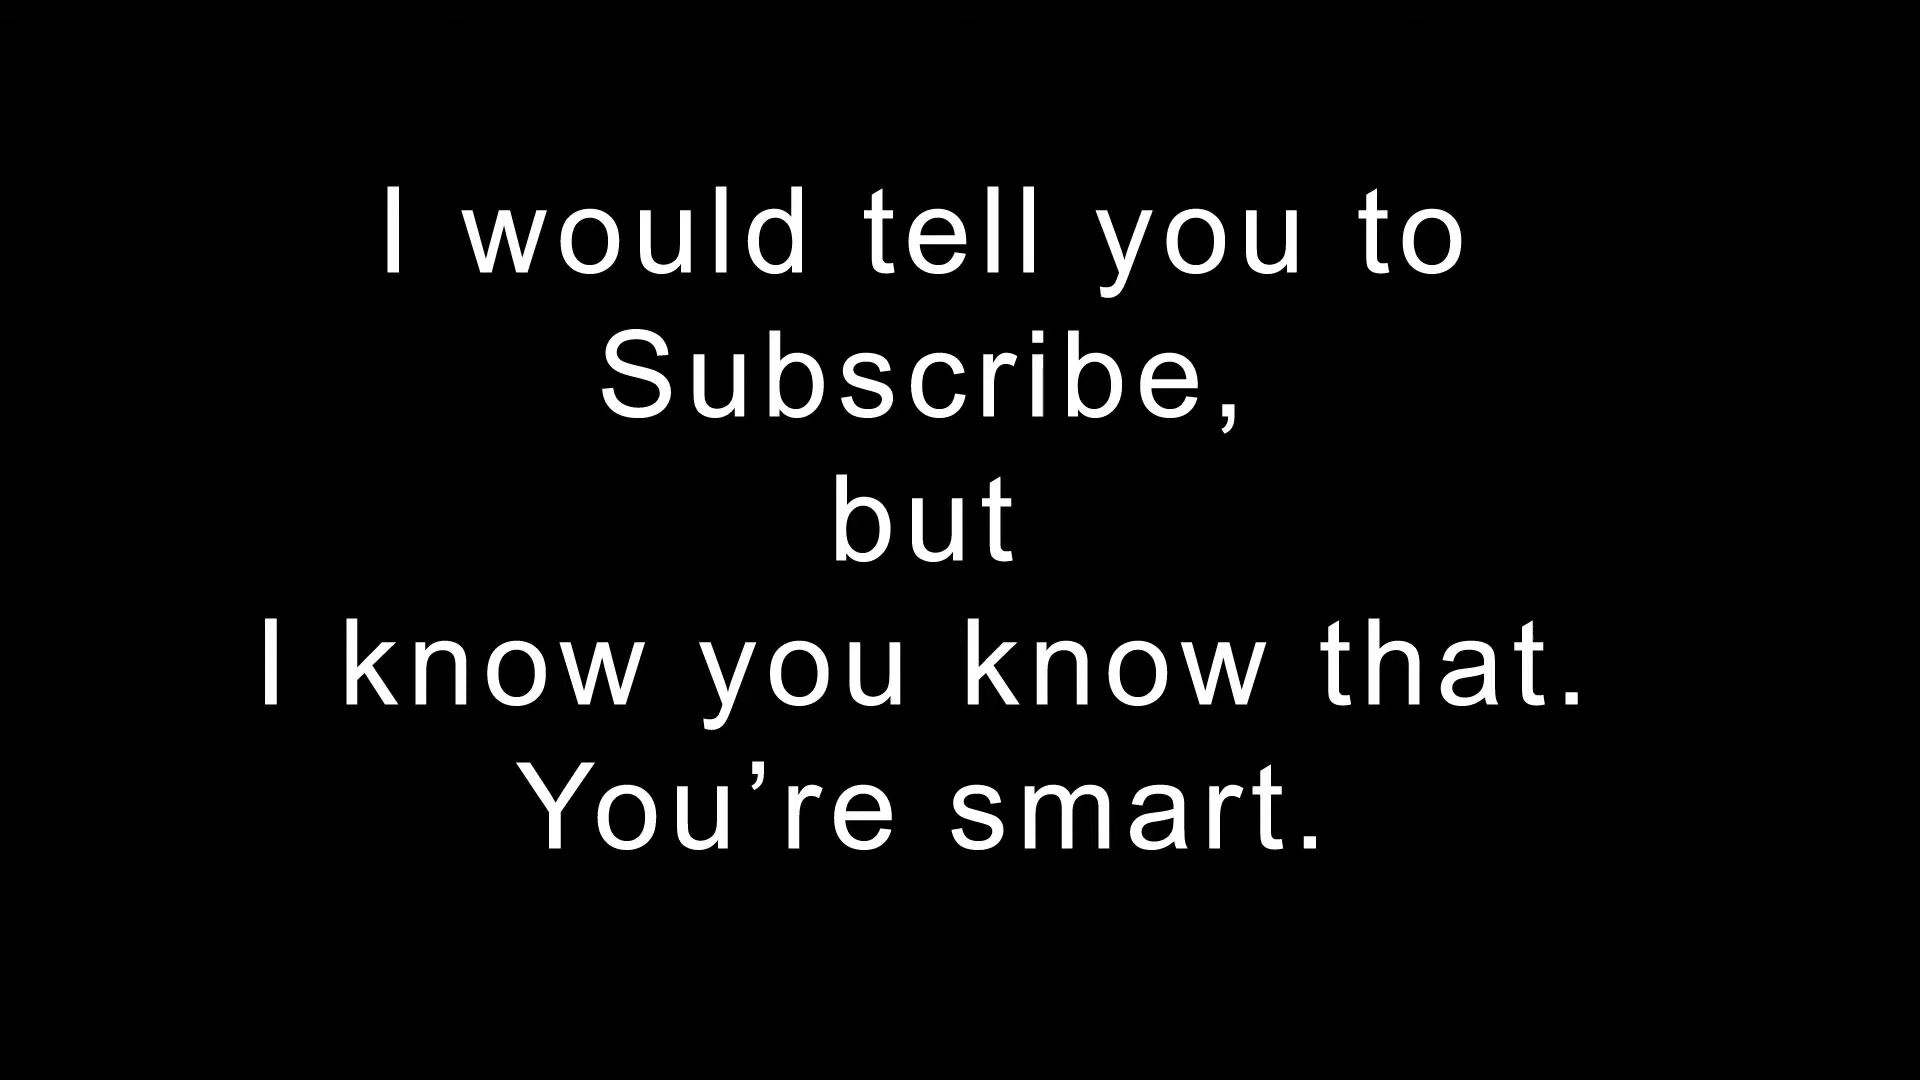 I would tell you to
Subscribe,
but
I know you know that.
You’re smart.